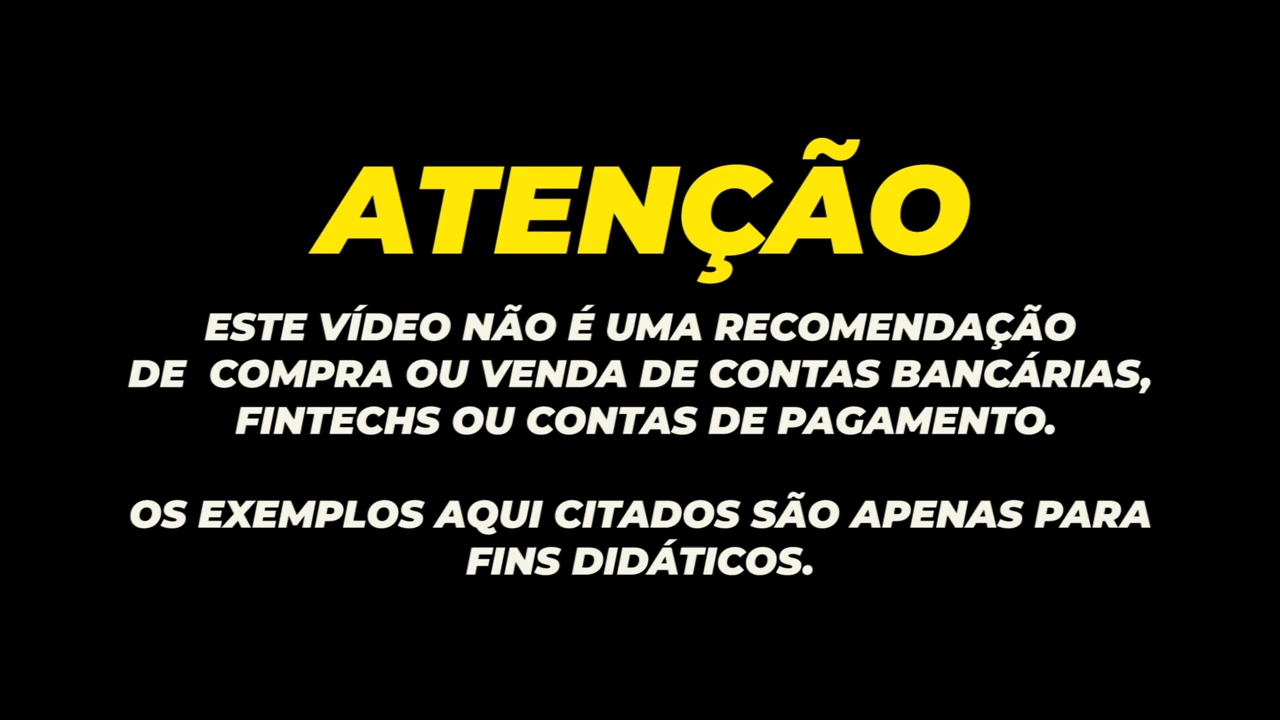 ATENÇÃO
ESTE VÍDEO NÃO É UMA RECOMENDAÇÃO
DE COMPRA OU VENDA DE CONTAS BANCÁRIAS,
FINTECHS OU CONTAS DE PAGAMENTO.
OS EXEMPLOS AQUI CITADOS SÃO APENAS PARA
FINS DIDÁTICOS.